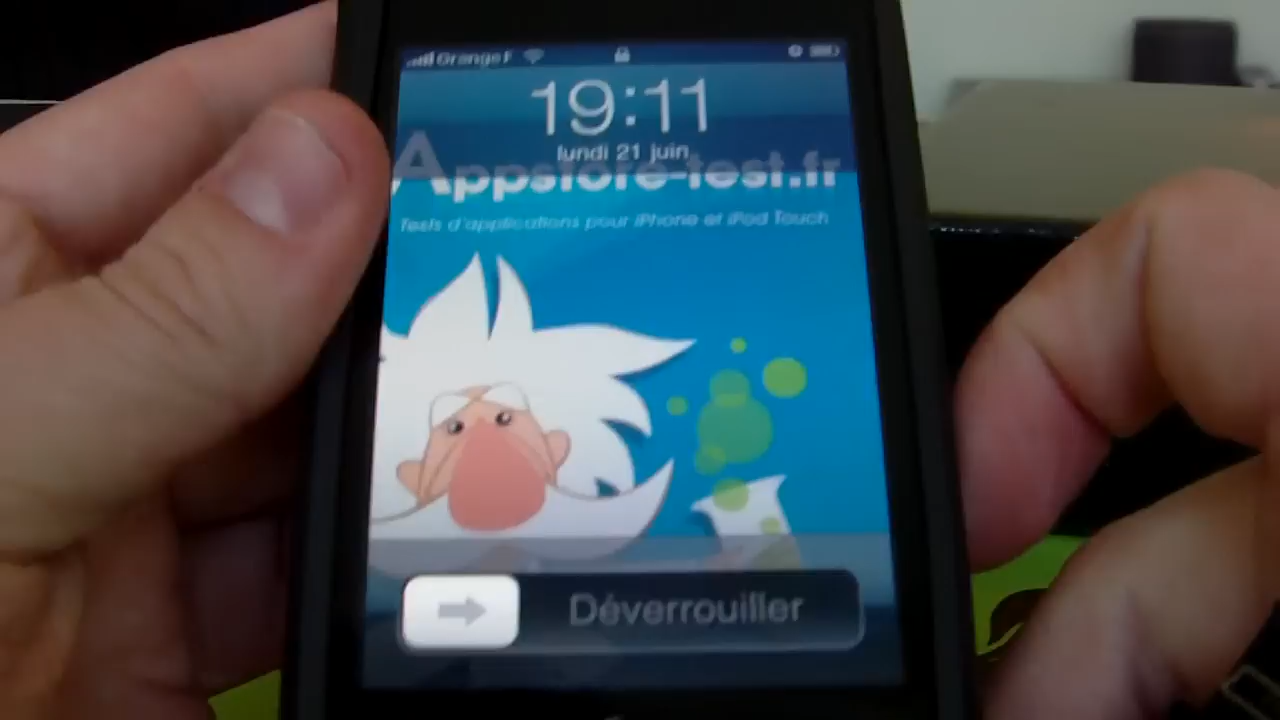 Orange F
19:11
lundi 21 juin
Appstore-test.fr
Tests d'applications pour iPhone et iPod Touch
Déverrouiller